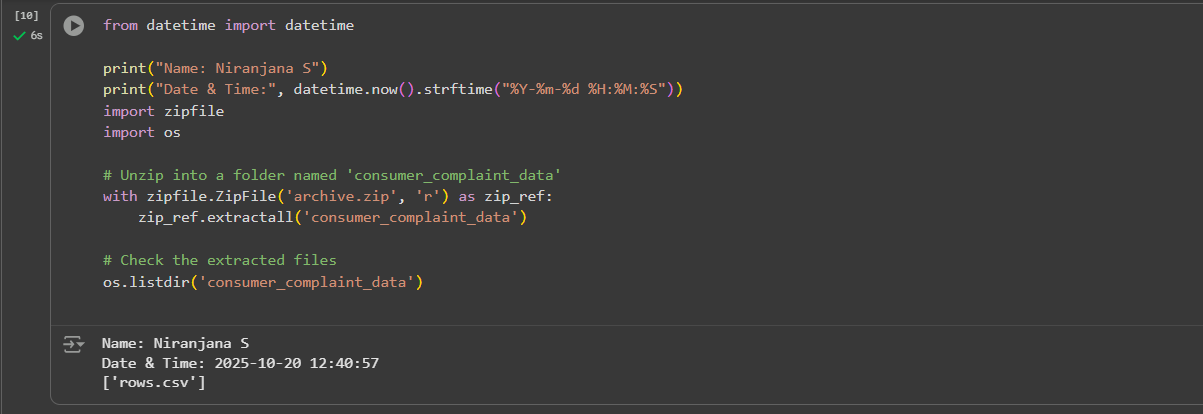 [10]
6s
from datetime import datetime
print("Name: Niranjana S")
print("Date & Time:", datetime.now().strftime("%Y-%m-%d %H:%M:%S"))
import zipfile
import os
# Unzip into a folder named 'consumer_complaint_data'
with zipfile.ZipFile('archive.zip', 'r') as zip_ref:
    zip_ref.extractall('consumer_complaint_data')
# Check the extracted files
os.listdir('consumer_complaint_data')
Name: Niranjana S
Date & Time: 2025-10-20 12:40:57
['rows.csv']